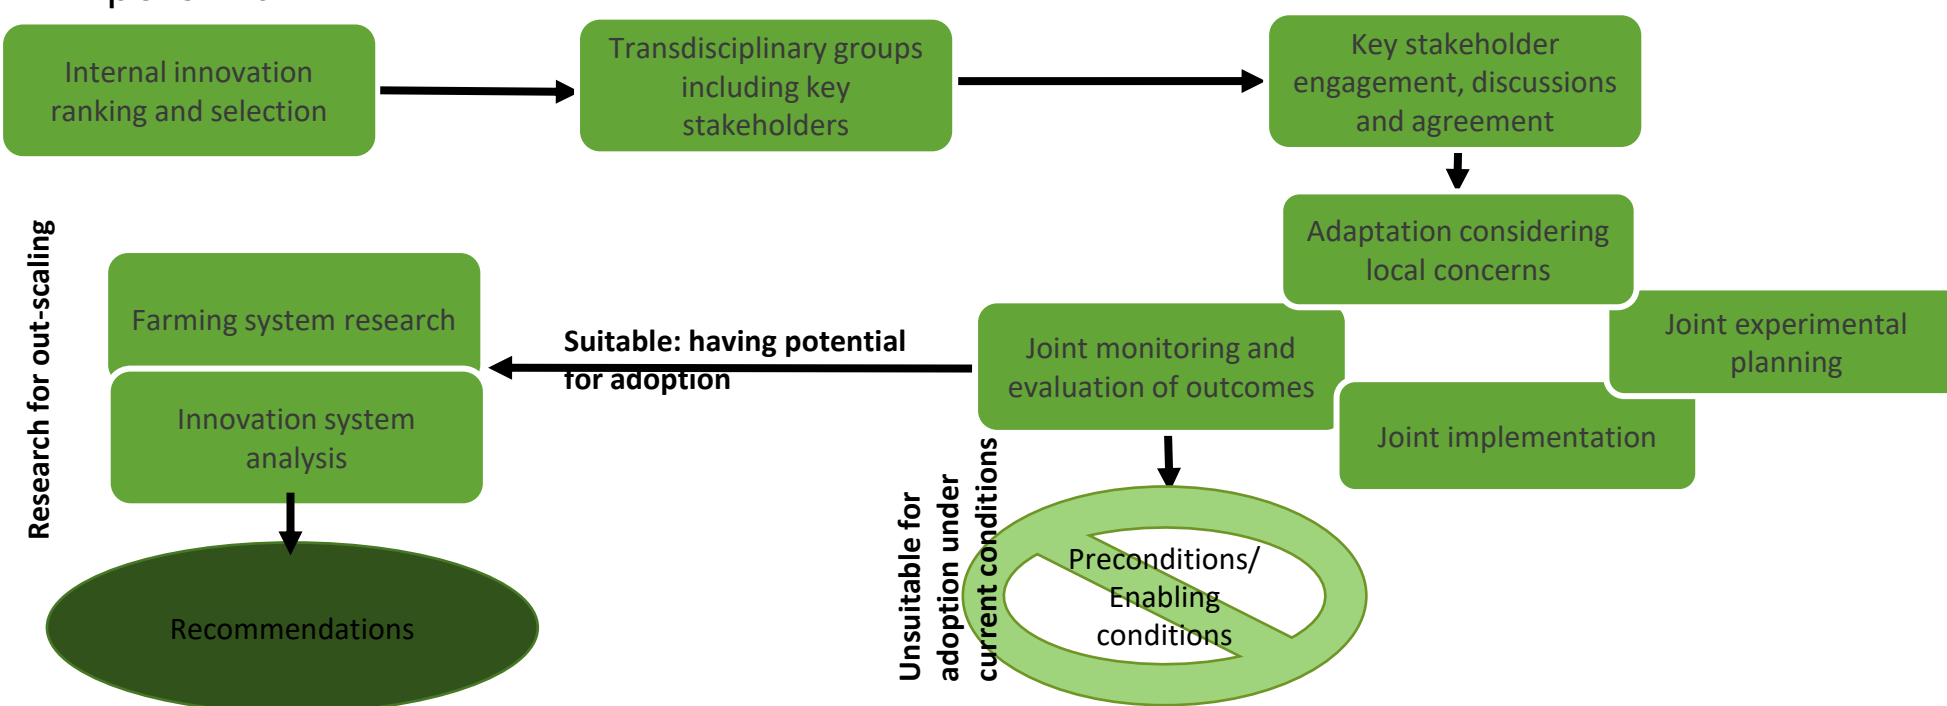 Internal innovation
ranking and selection
Transdisciplinary groups
including key
stakeholders
Key stakeholder
engagement, discussions
and agreement
Adaptation considering
local concerns
Joint experimental
planning
Joint implementation
Joint monitoring and
evaluation of outcomes
Suitable: having potential
for adoption
Farming system research
Innovation system
analysis
Research for out-scaling
Recommendations
Unsuitable for
adoption under
current conditions
Preconditions/
Enabling
conditions